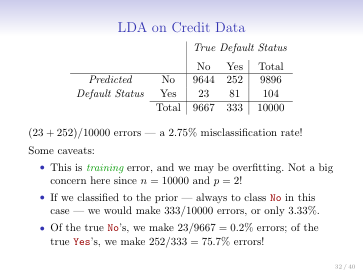 LDA on Credit Data
True Default Status
No Yes Total
Predicted No 9644 252 9896
Default Status Yes 23 81 104
Total 9667 333 10000
(23 + 252)/10000 errors — a 2.75% misclassification rate!
Some caveats:
• This is training error, and we may be overfitting. Not a big
concern here since n = 10000 and p = 2!
• If we classified to the prior — always to class No in this
case — we would make 333/10000 errors, or only 3.33%.
• Of the true No's, we make 23/9667 = 0.2% errors; of the
true Yes's, we make 252/333 = 75.7% errors!
32 / 40